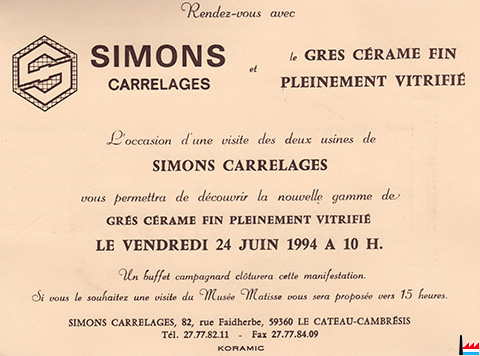 Rendez-vous avec
SIMONS
CARRELAGES
et
le GRES CÉRAME FIN
PLEINEMENT VITRIFIÉ
L'occasion d'une visite des deux usines de
SIMONS CARRELAGES
vous permettra de découvrir la nouvelle gamme de
GRÉS CÉRAME FIN PLEINEMENT VITRIFIÉ
LE VENDREDI 24 JUIN 1994 A 10 H.
Un buffet campagnard clôturera cette manifestation.
Si vous le souhaitez une visite du Musée Matisse vous sera proposée vers 15 heures.
SIMONS CARRELAGES, 82, rue Faidherbe, 59360 LE CATEAU-CAMBRÉSIS
Tél. 27.77.82.11 - Fax 27.77.84.09
KORAMIC